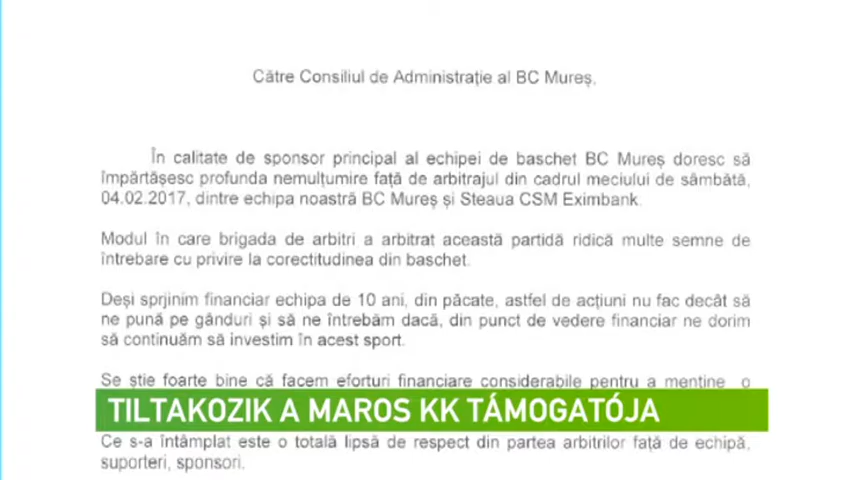 Către Consiliul de Administrație al BC Mureș,
În calitate de sponsor principal al echipei de baschet BC Mureș doresc să
împărtășesc profunda nemulțumire față de arbitrajul din cadrul meciului de sâmbătă,
04.02.2017, dintre echipa noastră BC Mureș și Steaua CSM Eximbank.
Modul în care brigada de arbitri a arbitrat această partidă ridică multe semne de
întrebare cu privire la corectitudinea din baschet.
Deși sprjinim financiar echipa de 10 ani, din păcate, astfel de acțiuni nu fac decât să
ne pună pe gânduri și să ne întrebăm dacă, din punct de vedere financiar ne dorim
să continuăm să investim în acest sport.
Se știe foarte bine că facem eforturi financiare considerabile pentru a menține o
TILTAKOZIK A MAROS KK TÁMOGATÓJA
Ce s-a întâmplat este o totală lipsă de respect din partea arbitrilor față de echipă,
suporteri, sponsori.